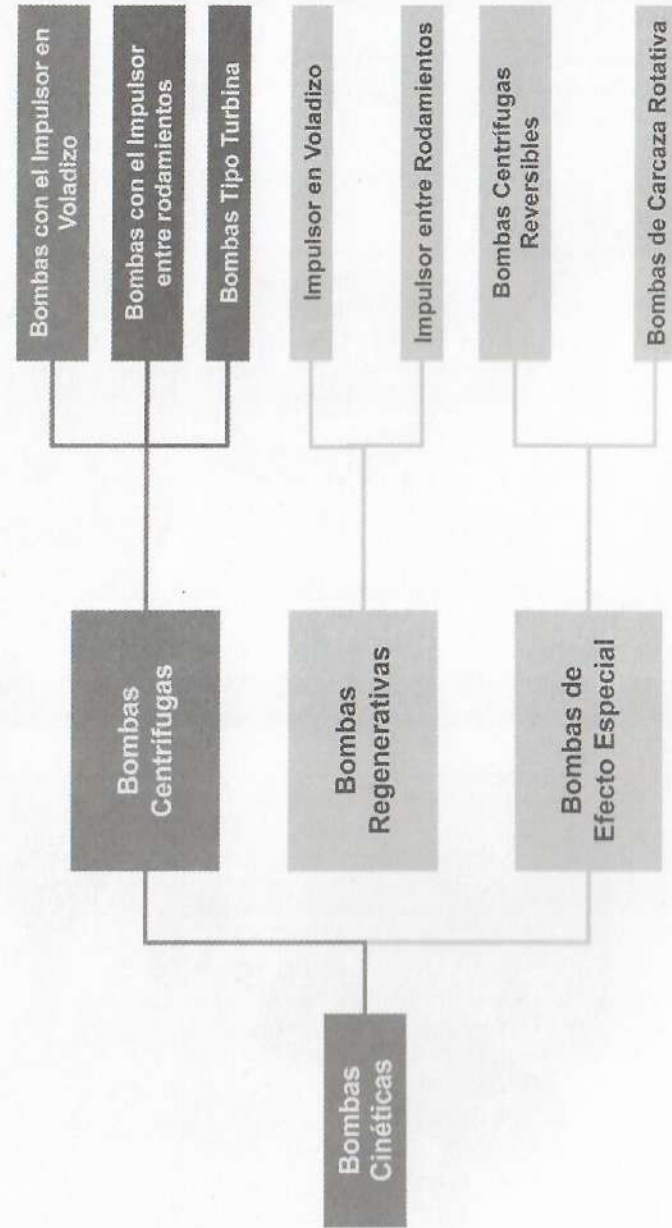 Bombas
Cinéticas
Bombas
Centrífugas
Bombas con el Impulsor en
Voladizo
Bombas con el Impulsor
entre rodamientos
Bombas Tipo Turbina
Bombas
Regenerativas
Impulsor en Voladizo
Impulsor entre Rodamientos
Bombas de
Efecto Especial
Bombas Centrífugas
Reversibles
Bombas de Carcaza Rotativa